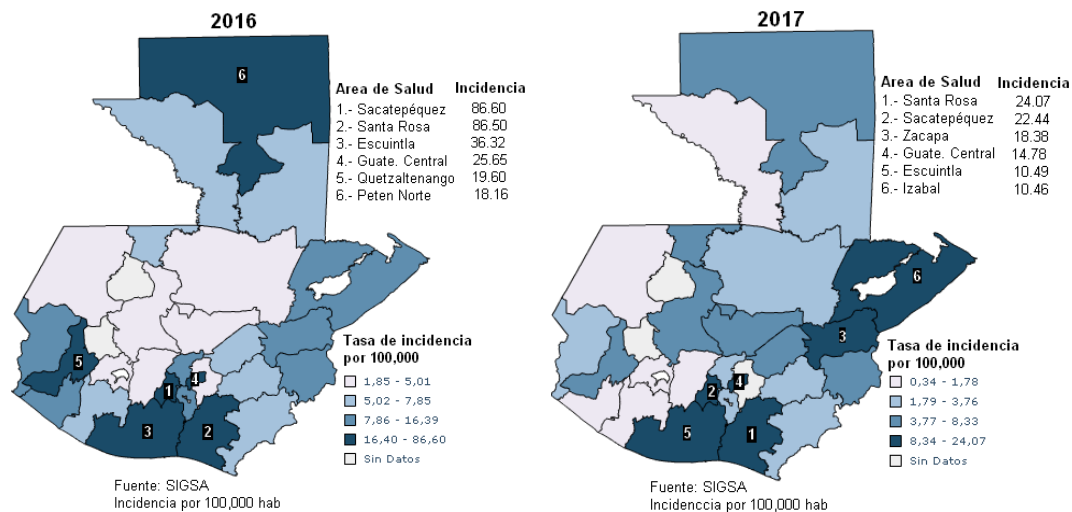 2016
6
Area de Salud Incidencia
1.- Sacatepéquez 86.60
2.- Santa Rosa 86.50
3.- Escuintla 36.32
4.- Guate. Central 25.65
5.- Quetzaltenango 19.60
6.- Peten Norte 18.16
5
4
1
3
2
Tasa de incidencia
por 100,000
1,85 - 5,01
5,02 - 7,85
7,86 - 16,39
16,40 - 86,60
Sin Datos
Fuente: SIGSA
Incidencia por 100,000 hab
2017
Area de Salud Incidencia
1.- Santa Rosa 24.07
2.- Sacatepéquez 22.44
3.- Zacapa 18.38
4.- Guate. Central 14.78
5.- Escuintla 10.49
6.- Izabal 10.46
6
3
2
4
5
1
Tasa de incidencia
por 100,000
0,34 - 1,78
1,79 - 3,76
3,77 - 8,33
8,34 - 24,07
Sin Datos
Fuente: SIGSA
Incidenccia por 100,000 hab